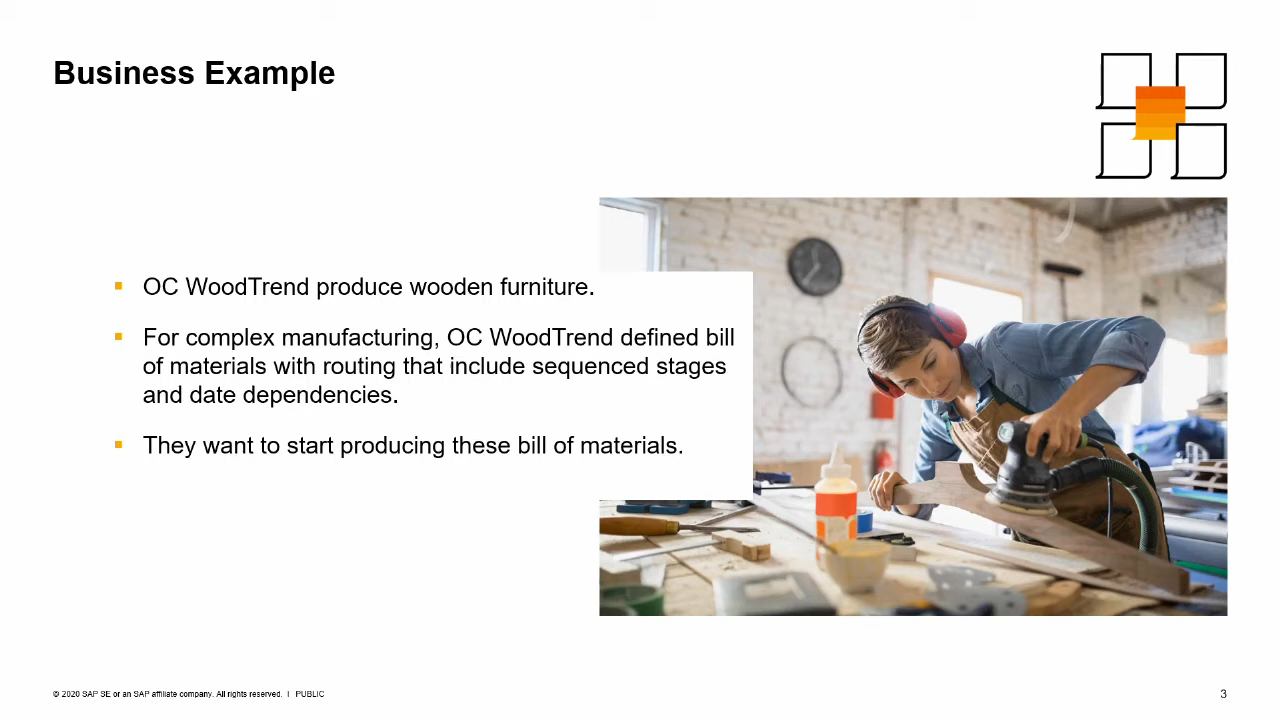 Business Example
OC WoodTrend produce wooden furniture.
For complex manufacturing, OC WoodTrend defined bill
of materials with routing that include sequenced stages
and date dependencies.
They want to start producing these bill of materials.
© 2020 SAP SE or an SAP affiliate company. All rights reserved. I PUBLIC
3